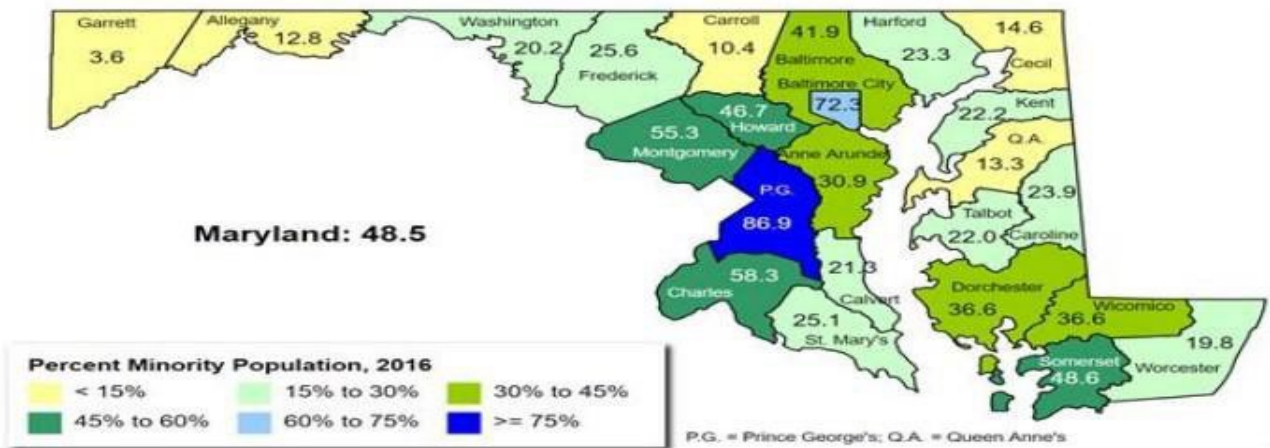 Garrett
3.6
Allegany
12.8
Washington
20.2
25.6
Frederick
Carroll
10.4
41.9
Baltimore
Baltimore City
72.3
Harford
23.3
14.6
Cecil
Kent
22.2
Q.A.
13.3
46.7
Howard
55.3
Montgomery
Anne Arundel
30.9
P.G.
86.9
23.9
Caroline
Talbot
22.0
Maryland: 48.5
58.3
Charles
21.3
Calvert
25.1
St. Mary's
Dorchester
36.6
Wicomico
36.6
Somerset
48.6
19.8
Worcester
Percent Minority Population, 2016
< 15% 15% to 30% 30% to 45%
45% to 60% 60% to 75% >= 75%
P.G. = Prince George's; Q.A. = Queen Anne's